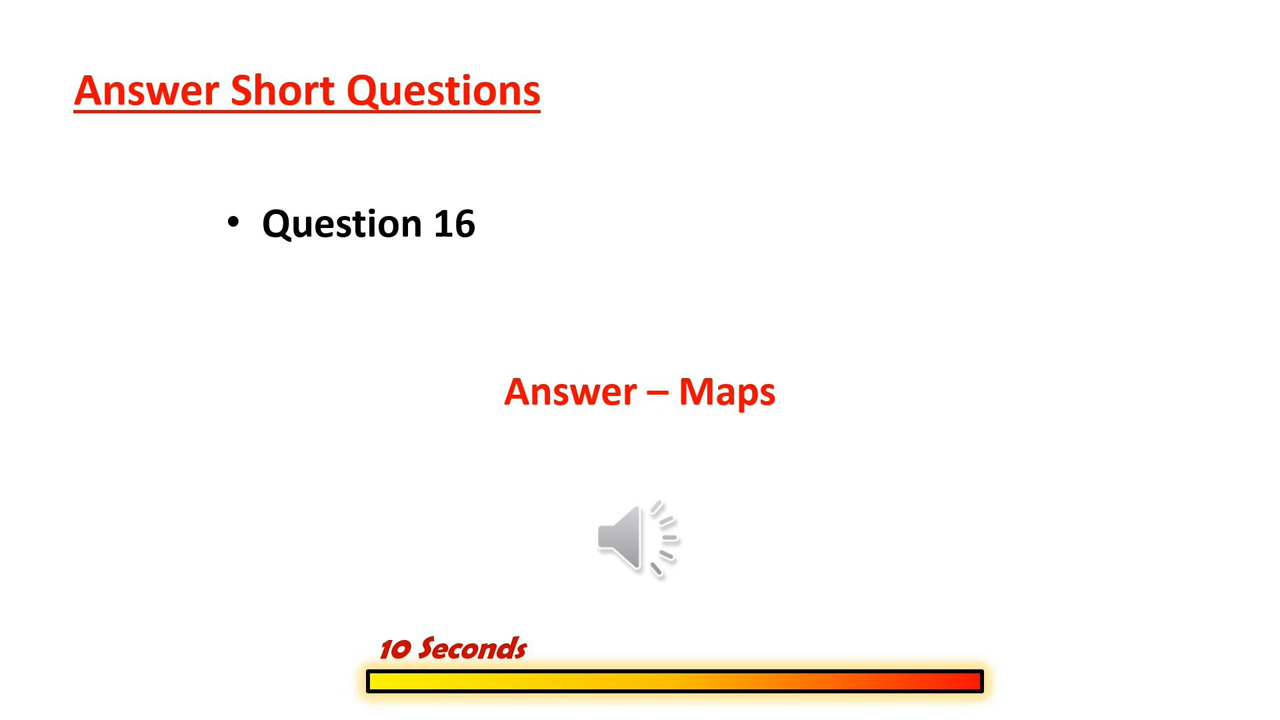 Answer Short Questions
• Question 16
Answer – Maps
10 Seconds